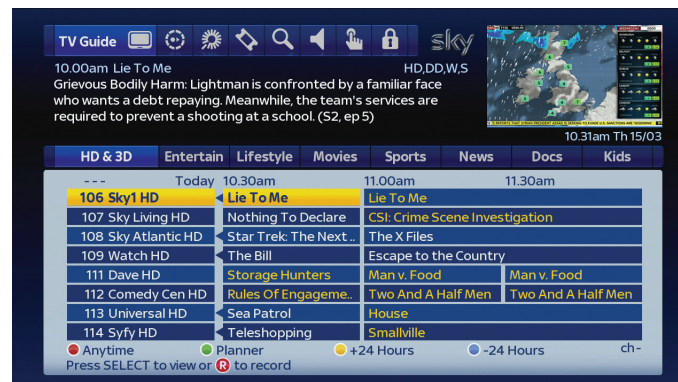 TV Guide
sky
10.00am Lie To Me HD,DD,W,S
Grievous Bodily Harm: Lightman is confronted by a familiar face
who wants a debt repaying. Meanwhile, the team's services are
required to prevent a shooting at a school. (S2, ep 5)
10.31am Th 15/03
HD & 3D Entertain Lifestyle Movies Sports News Docs Kids
--- Today 10.30am 11.00am 11.30am
106 Sky1 HD Lie To Me Lie To Me
107 Sky Living HD Nothing To Declare CSI: Crime Scene Investigation
108 Sky Atlantic HD Star Trek: The Next .. The X Files
109 Watch HD The Bill Escape to the Country
111 Dave HD Storage Hunters Man v. Food Man v. Food
112 Comedy Cen HD Rules Of Engageme.. Two And A Half Men Two And A Half Men
113 Universal HD Sea Patrol House
114 Syfy HD Teleshopping Smallville
Anytime Planner +24 Hours -24 Hours ch-
Press SELECT to view or R to record